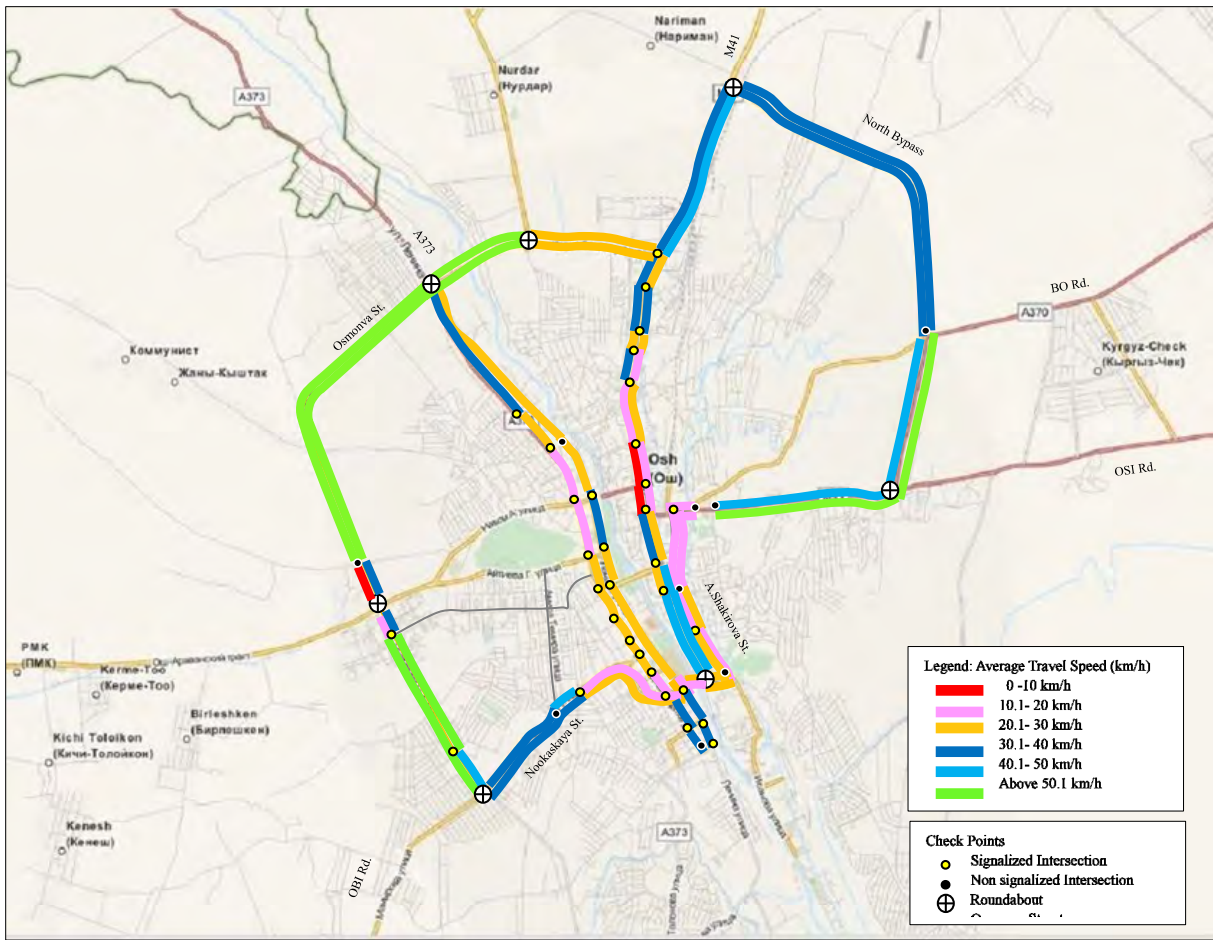 Nariman
(Нариман)
M41
Nurdar
(Нурдар)
A373
North Bypass
A373
BO Rd.
A370
Osmonva St.
Kyrgyz-Check
(Кыргыз-Чек)
Коммунист
Жаны-Кыштак
Osh
(Ош)
OSI Rd.
A.Shakirova St.
РМК
(ПМК)
Ош-Араванский тракт
Kerme-Too
(Керме-Тоо)
Birleshken
(Бирлешкен)
Kichi Toloikon
(Кичи-Толойкон)
Nookaskaya St.
Kenesh
(Кенеш)
A373
OBI Rd.
Legend: Average Travel Speed (km/h)
0 -10 km/h
10.1- 20 km/h
20.1- 30 km/h
30.1- 40 km/h
40.1- 50 km/h
Above 50.1 km/h
Check Points
Signalized Intersection
Non signalized Intersection
Roundabout